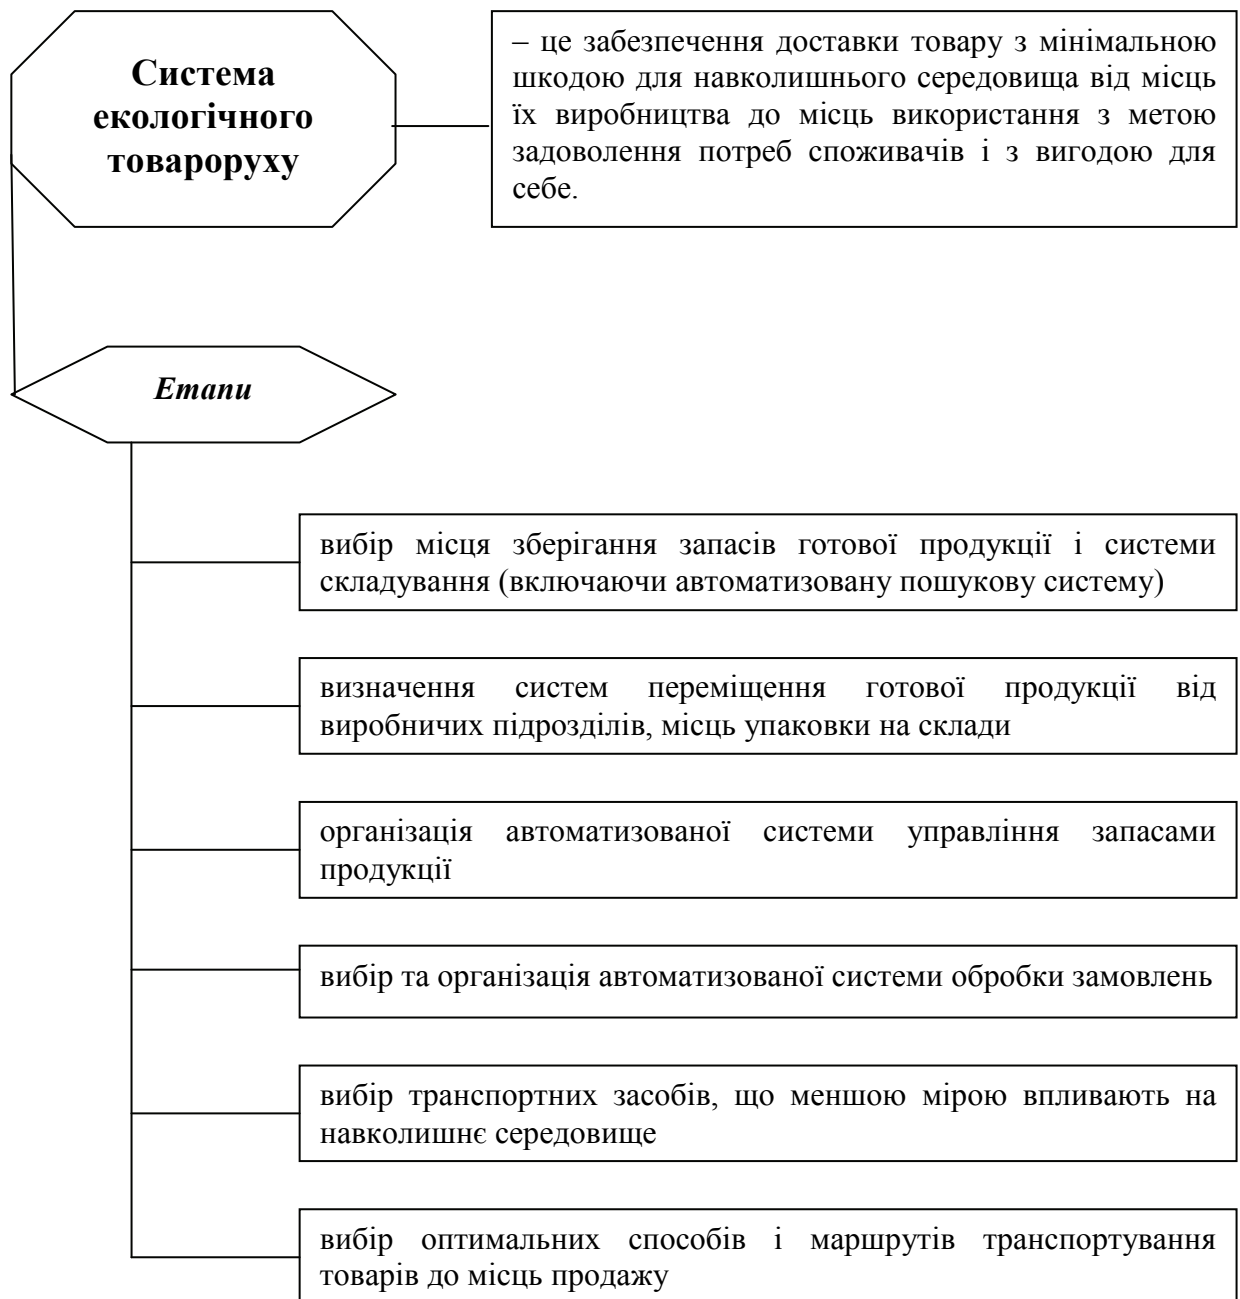 Система
екологічного
товароруху
– це забезпечення доставки товару з мінімальною
шкодою для навколишнього середовища від місць
їх виробництва до місць використання з метою
задоволення потреб споживачів і з вигодою для
себе.
Етапи
вибір місця зберігання запасів готової продукції і системи
складування (включаючи автоматизовану пошукову систему)
визначення систем переміщення готової продукції від
виробничих підрозділів, місць упаковки на склади
організація автоматизованої системи управління запасами
продукції
вибір та організація автоматизованої системи обробки замовлень
вибір транспортних засобів, що меншою мірою впливають на
навколишнє середовище
вибір оптимальних способів і маршрутів транспортування
товарів до місць продажу